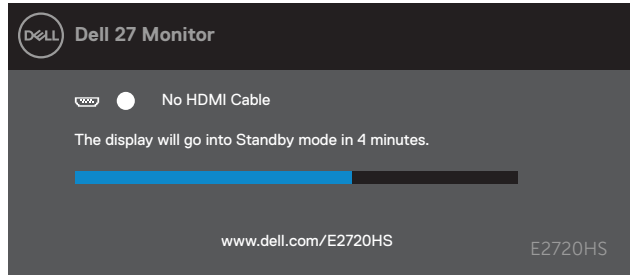 DELL Dell 27 Monitor
No HDMI Cable
The display will go into Standby mode in 4 minutes.
www.dell.com/E2720HS
E2720HS